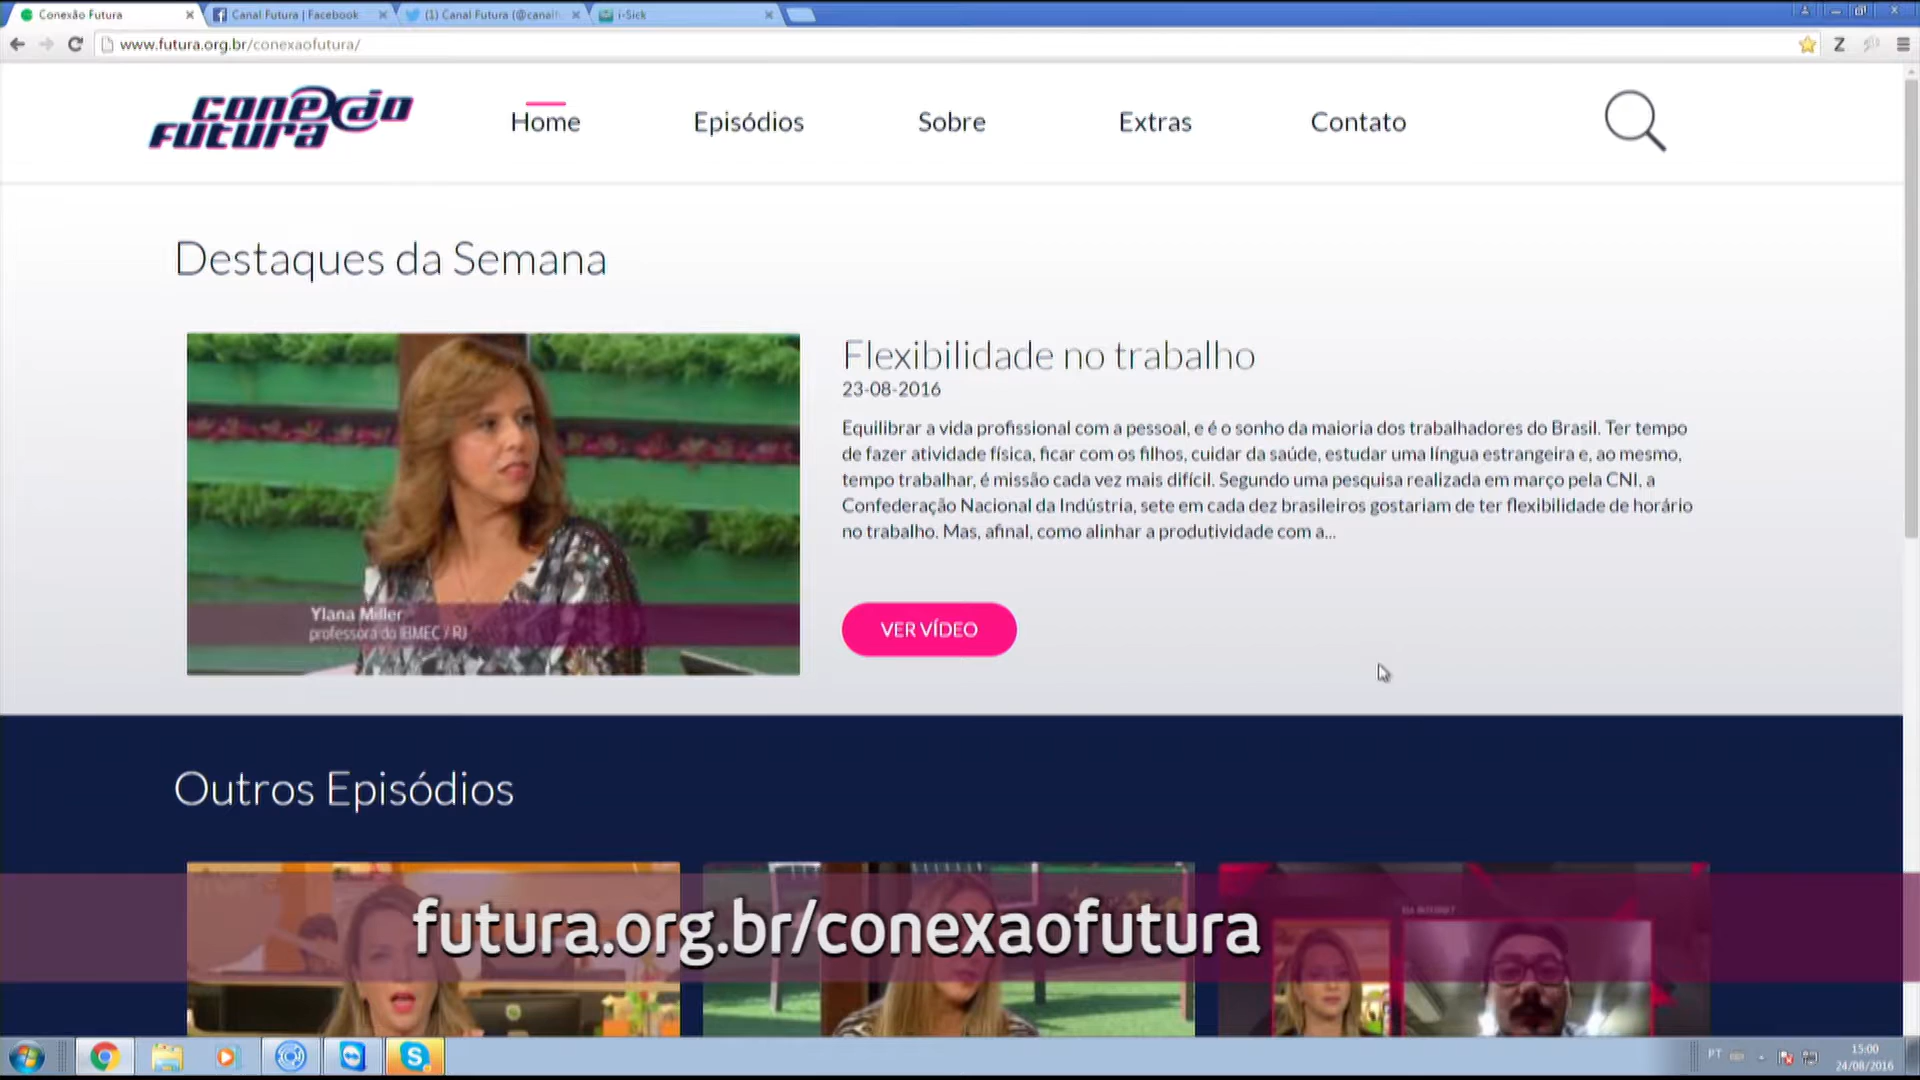 Conexão Futura
Canal Futura | Facebook
(1) Canal Futura (@canalfu
i-Sick
www.futura.org.br/conexaofutura/
Z
conexão
futura
Home
Episódios
Sobre
Extras
Contato
Destaques da Semana
Flexibilidade no trabalho
23-08-2016
Equilibrar a vida profissional com a pessoal, e é o sonho da maioria dos trabalhadores do Brasil. Ter tempo
de fazer atividade física, ficar com os filhos, cuidar da saúde, estudar uma língua estrangeira e, ao mesmo,
tempo trabalhar, é missão cada vez mais difícil. Segundo uma pesquisa realizada em março pela CNI, a
Confederação Nacional da Indústria, sete em cada dez brasileiros gostariam de ter flexibilidade de horário
no trabalho. Mas, afinal, como alinhar a produtividade com a...
Ylana Miller
professora do IBMEC / RJ
VER VÍDEO
Outros Episódios
futura.org.br/conexaofutura
PT
15:00
24/08/2016